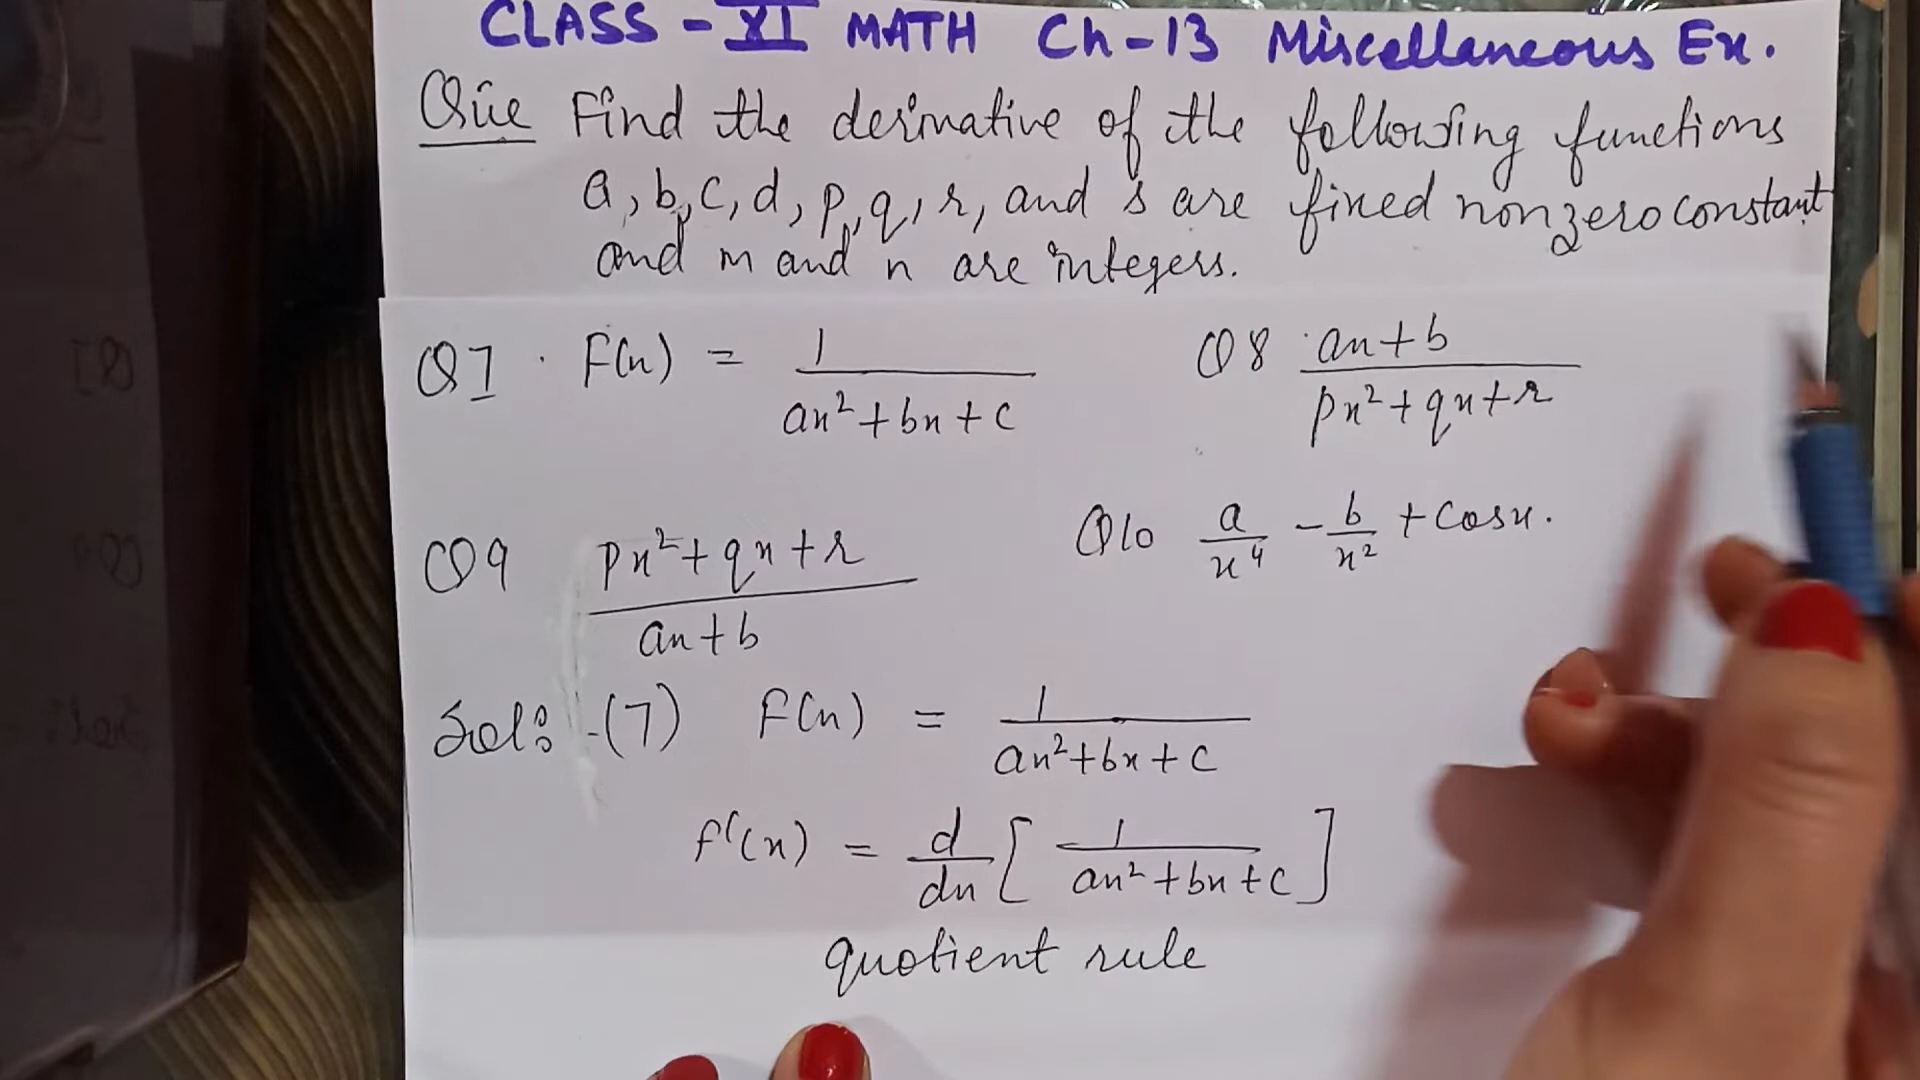 CLASS - XI MATH Ch-13 Miscellaneous Ex.
Que Find the derivative of the following functions
a, b, c, d, p, q, r, and s are fixed nonzero constant
and m and n are integers.
Q7. F(x) = 1/(ax²+bx+c)
Q8 (ax+b)/(px²+qx+r)
Q9 (px²+qx+r)/(ax+b)
Q10 a/x⁴ - b/x² + cosx.
Sol: -(7) F(x) = 1/(ax²+bx+c)
f'(x) = d/dx [1/(ax²+bx+c)]
quotient rule